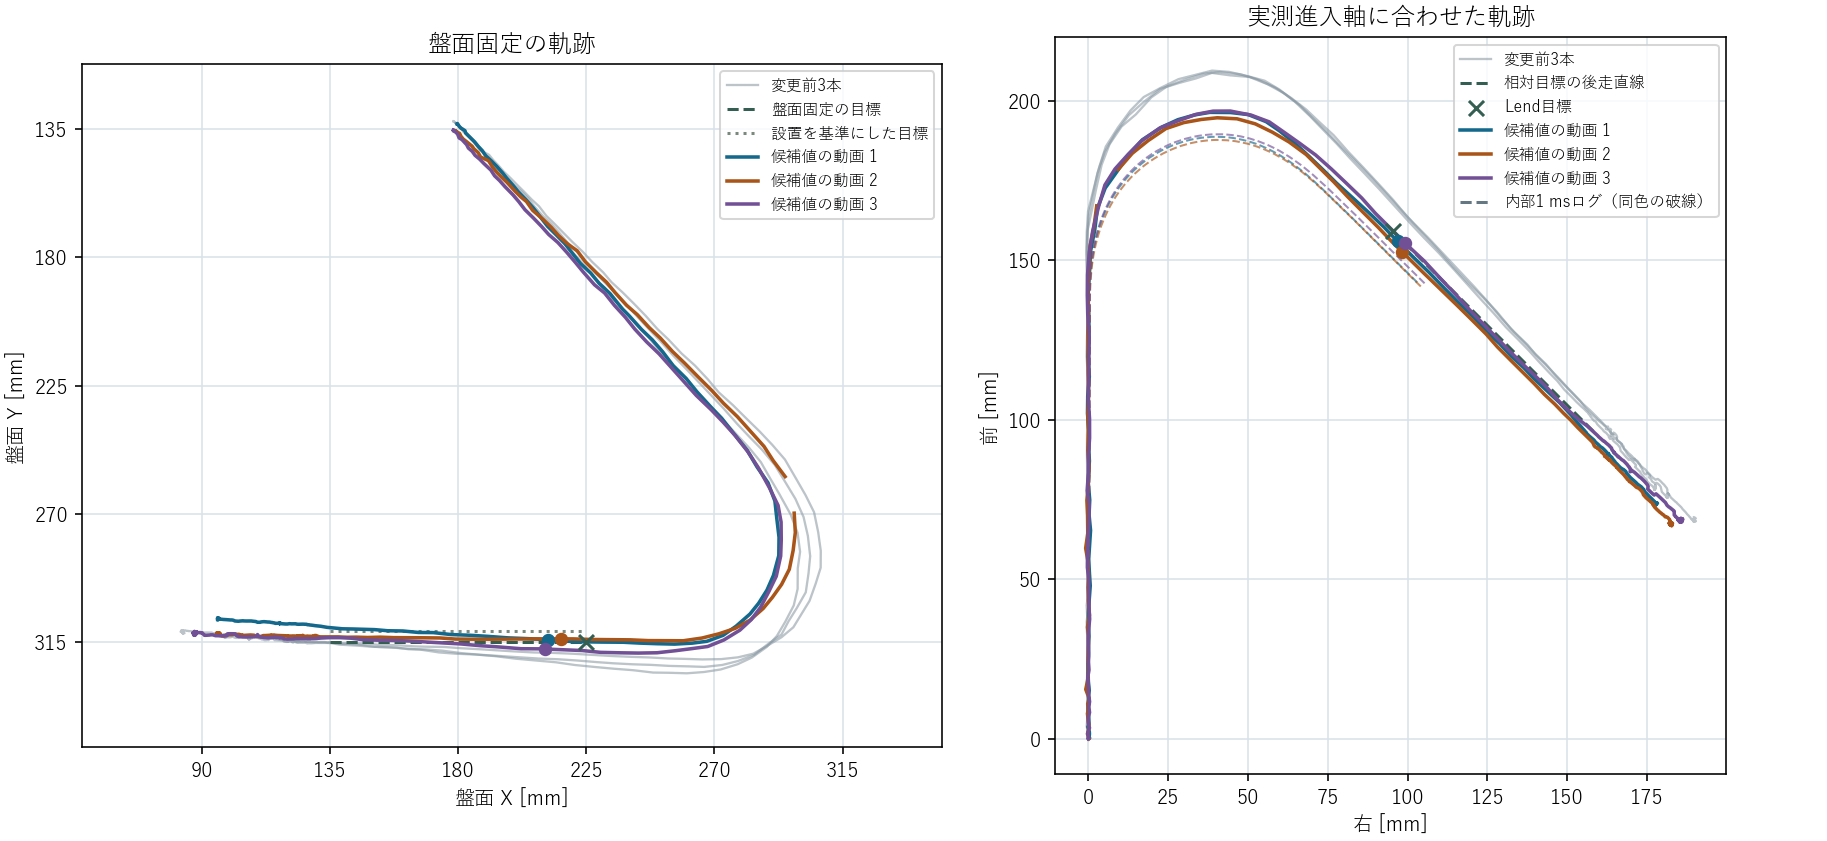 盤面固定の軌跡
変更前3本
盤面固定の目標
設置を基準にした目標
候補値の動画 1
候補値の動画 2
候補値の動画 3
135
180
225
270
315
盤面 Y [mm]
90
135
180
225
270
315
盤面 X [mm]
実測進入軸に合わせた軌跡
変更前3本
相対目標の後走直線
Lend目標
候補値の動画 1
候補値の動画 2
候補値の動画 3
内部1 msログ（同色の破線）
200
150
100
50
0
前 [mm]
0
25
50
75
100
125
150
175
右 [mm]